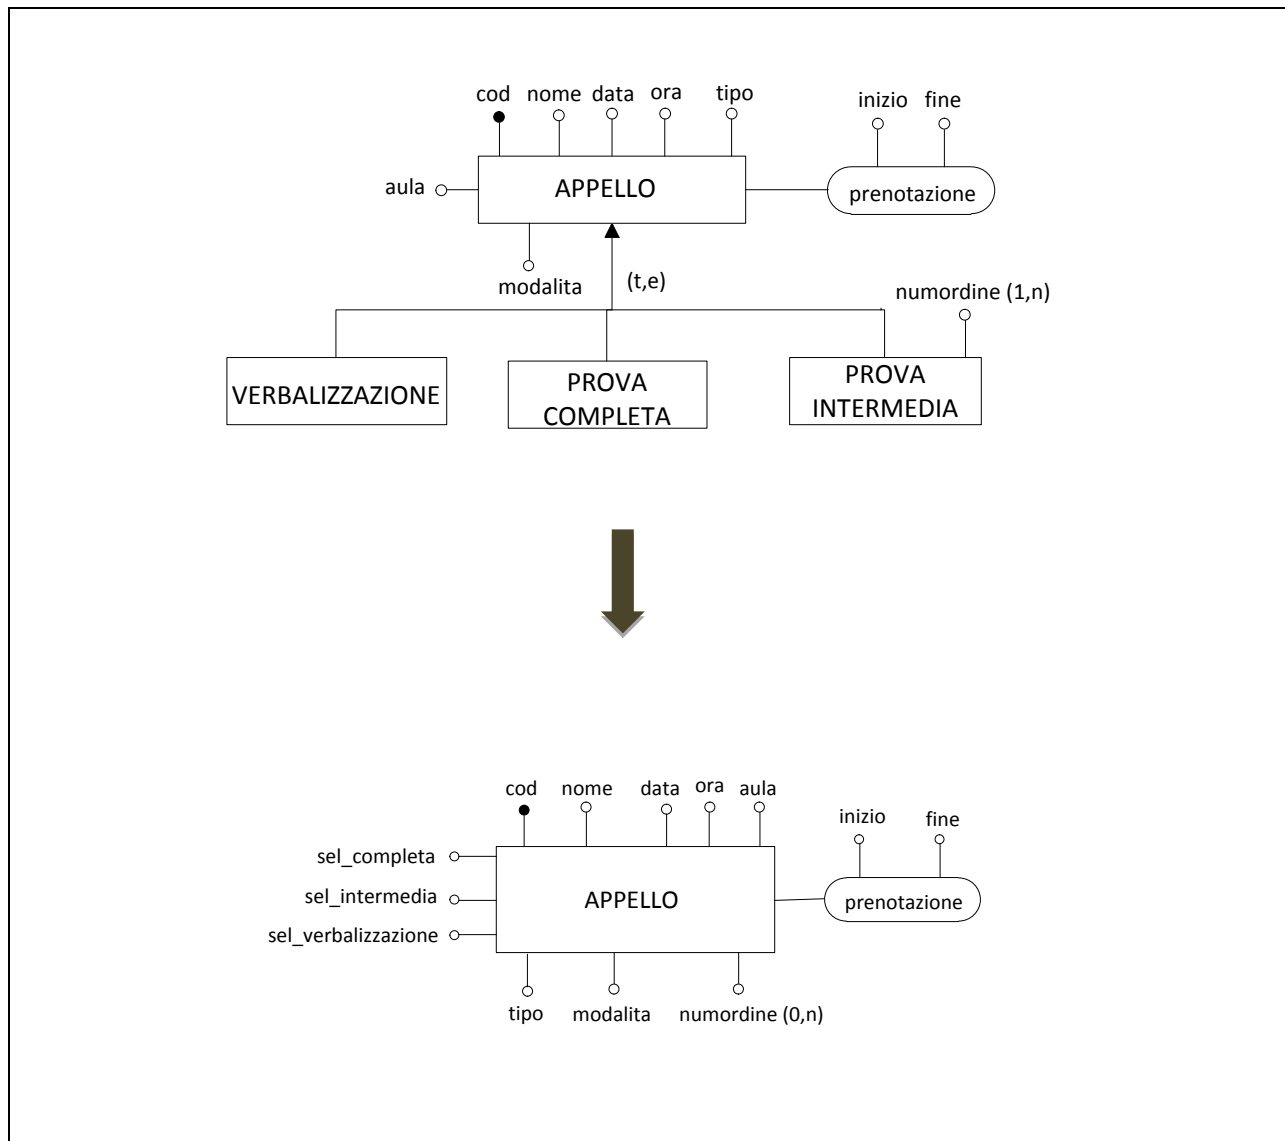 cod nome data ora tipo
inizio fine
aula
APPELLO
prenotazione
modalita
(t,e)
numordine (1,n)
VERBALIZZAZIONE
PROVA
COMPLETA
PROVA
INTERMEDIA
cod nome data ora aula
inizio fine
sel_completa
sel_intermedia
sel_verbalizzazione
APPELLO
prenotazione
tipo modalita numordine (0,n)